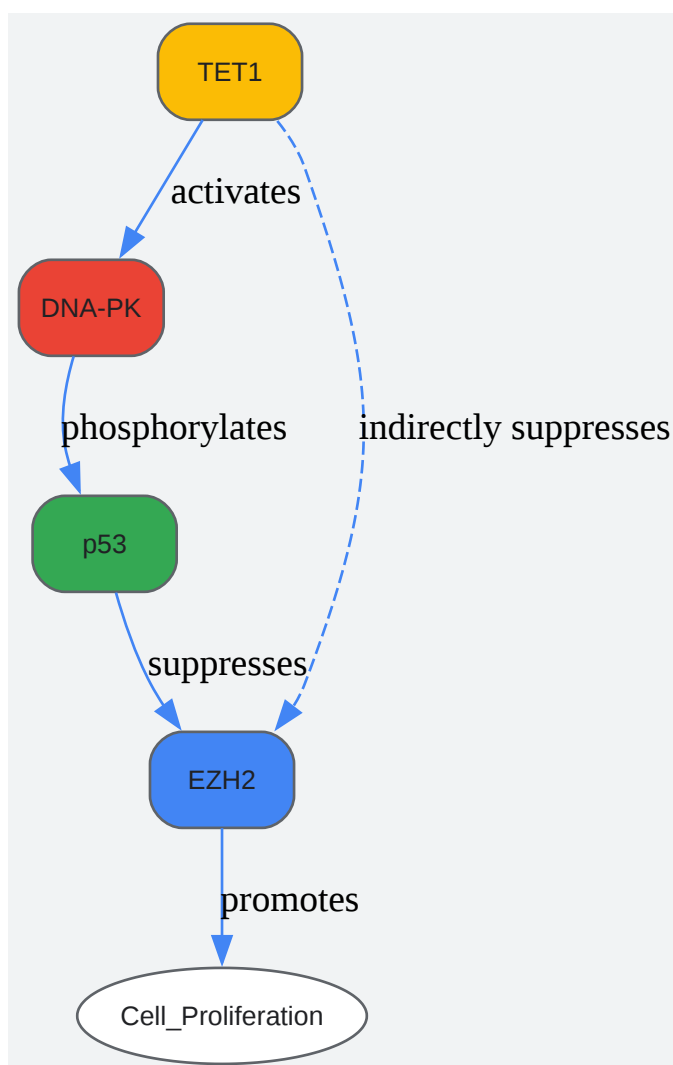 TET1
activates
DNA-PK
phosphorylates
indirectly suppresses
p53
suppresses
EZH2
promotes
Cell_Proliferation